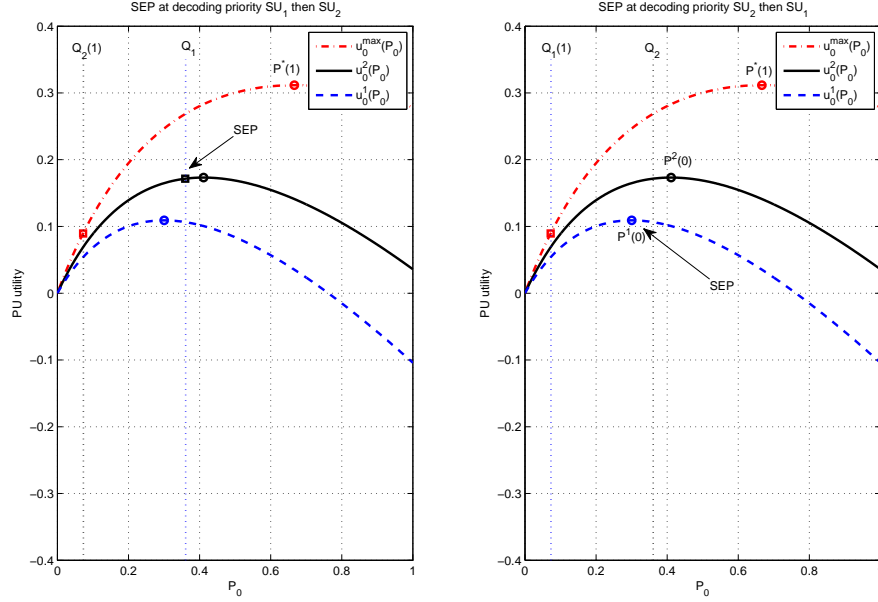 SEP at decoding priority SU₁ then SU₂
Q₂(1)
Q₁
P*(1)
SEP
u₀ᵐᵃˣ(P₀)
u₀²(P₀)
u₀¹(P₀)
PU utility
0.4
0.3
0.2
0.1
0
−0.1
−0.2
−0.3
−0.4
0
0.2
0.4
0.6
0.8
1
P₀
SEP at decoding priority SU₂ then SU₁
Q₁(1)
Q₂
P*(1)
u₀ᵐᵃˣ(P₀)
u₀²(P₀)
u₀¹(P₀)
P²(0)
P¹(0)
SEP
PU utility
0.4
0.3
0.2
0.1
0
−0.1
−0.2
−0.3
−0.4
0
0.2
0.4
0.6
0.8
P₀